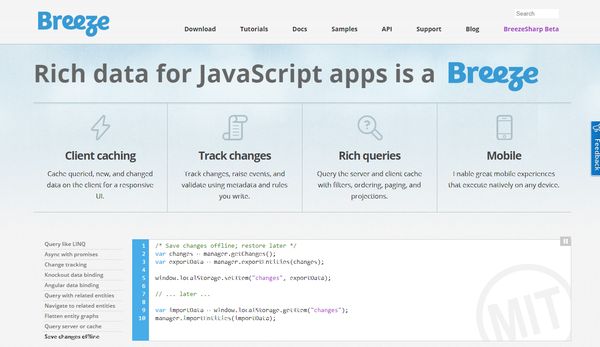 Breeze
Search
Download Tutorials Docs Samples API Support Blog BreezeSharp Beta
Rich data for JavaScript apps is a Breeze
Feedback
Client caching
Cache queried, new, and changed
data on the client for a responsive
UI.
Track changes
Track changes, raise events, and
validate using metadata and rules
you write.
Rich queries
Query the server and client cache
with filters, ordering, paging, and
projections.
Mobile
Enable great mobile experiences
that execute natively on any device.
Query like LINQ
Async with promises
Change tracking
Knockout data binding
Angular data binding
Query with related entities
Navigate to related entities
Flatten entity graphs
Query server or cache
Save changes offline
1 /* Save changes offline; restore later */
2 var changes = manager.getChanges();
3 var exportData = manager.exportEntities(changes);
4
5 window.localStorage.setItem("changes", exportData);
6
7 // ... later ...
8
9 var importData = window.localStorage.getItem("changes");
10 manager.importEntities(importData);
MIT